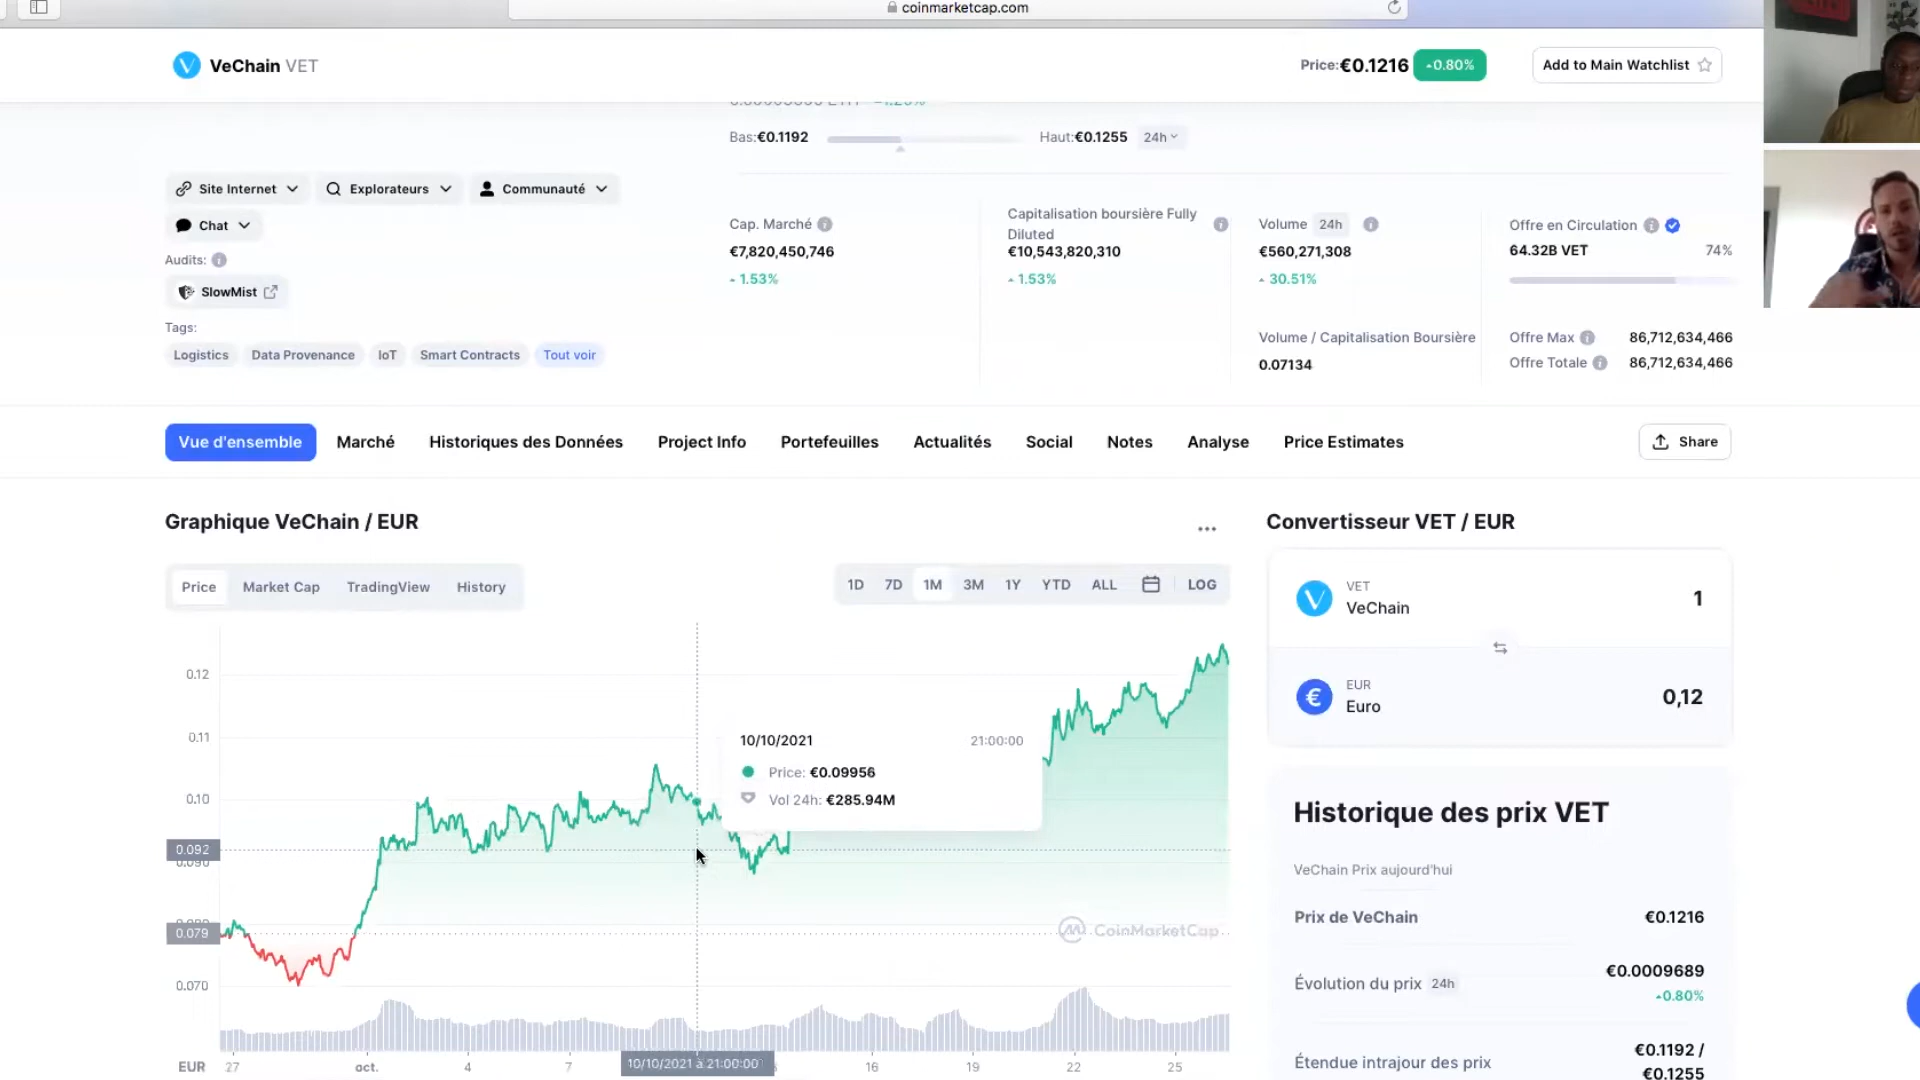 coinmarketcap.com
VeChain VET
Price:€0.1216
0.80%
Add to Main Watchlist
Bas:€0.1192
Haut:€0.1255
24h
Site Internet
Explorateurs
Communauté
Chat
Audits:
SlowMist
Tags:
Logistics
Data Provenance
IoT
Smart Contracts
Tout voir
Cap. Marché
€7,820,450,746
1.53%
Capitalisation boursière Fully
Diluted
€10,543,820,310
1.53%
Volume 24h
€560,271,308
30.51%
Volume / Capitalisation Boursière
0.07134
Offre en Circulation
64.32B VET
74%
Offre Max
86,712,634,466
Offre Totale
86,712,634,466
Vue d'ensemble
Marché
Historiques des Données
Project Info
Portefeuilles
Actualités
Social
Notes
Analyse
Price Estimates
Share
Graphique VeChain / EUR
Price
Market Cap
TradingView
History
1D
7D
1M
3M
1Y
YTD
ALL
LOG
0.12
0.11
0.10
0.092
0.090
0.080
0.079
0.070
10/10/2021
21:00:00
Price: €0.09956
Vol 24h: €285.94M
CoinMarketCap
EUR
27
oct.
4
7
10/10/2021 à 21:00:00
16
19
22
25
Convertisseur VET / EUR
VET
VeChain
1
EUR
Euro
0,12
Historique des prix VET
VeChain Prix aujourd'hui
Prix de VeChain
€0.1216
Évolution du prix 24h
€0.0009689
0.80%
Étendue intrajour des prix
€0.1192 /
€0.1255